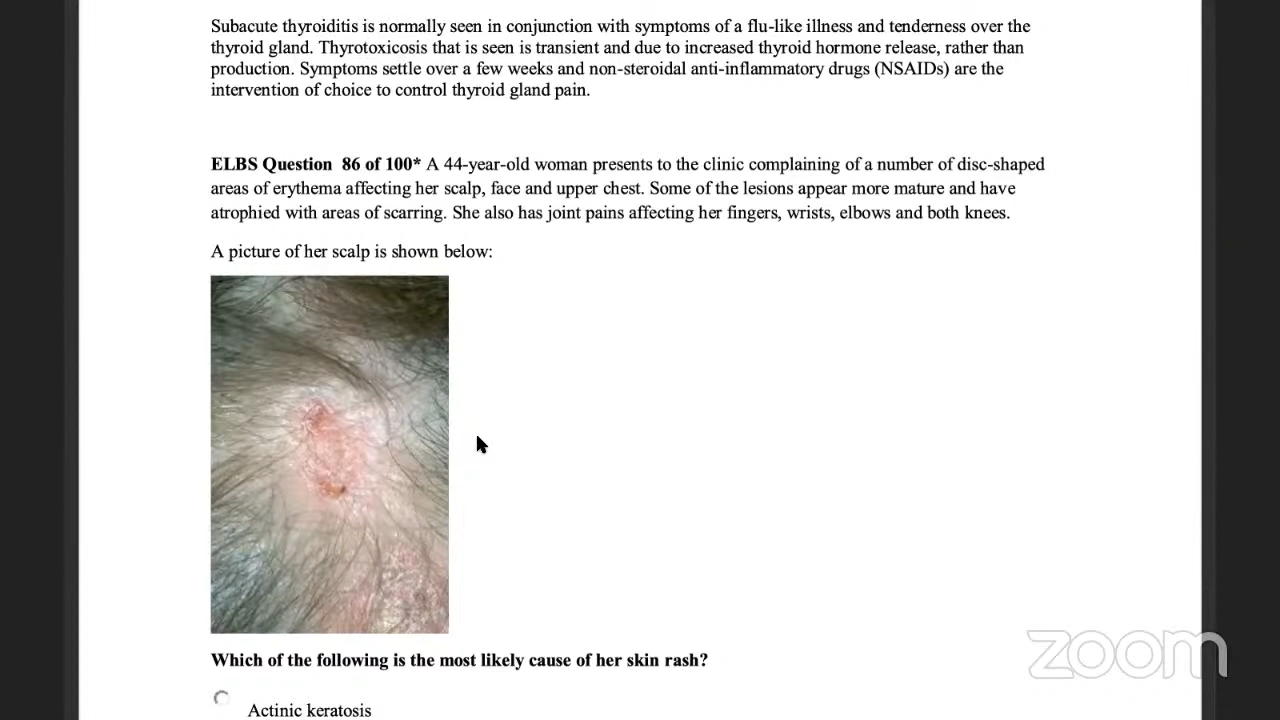 Subacute thyroiditis is normally seen in conjunction with symptoms of a flu-like illness and tenderness over the
thyroid gland. Thyrotoxicosis that is seen is transient and due to increased thyroid hormone release, rather than
production. Symptoms settle over a few weeks and non-steroidal anti-inflammatory drugs (NSAIDs) are the
intervention of choice to control thyroid gland pain.
ELBS Question 86 of 100* A 44-year-old woman presents to the clinic complaining of a number of disc-shaped
areas of erythema affecting her scalp, face and upper chest. Some of the lesions appear more mature and have
atrophied with areas of scarring. She also has joint pains affecting her fingers, wrists, elbows and both knees.
A picture of her scalp is shown below:
Which of the following is the most likely cause of her skin rash?
Actinic keratosis
zoom